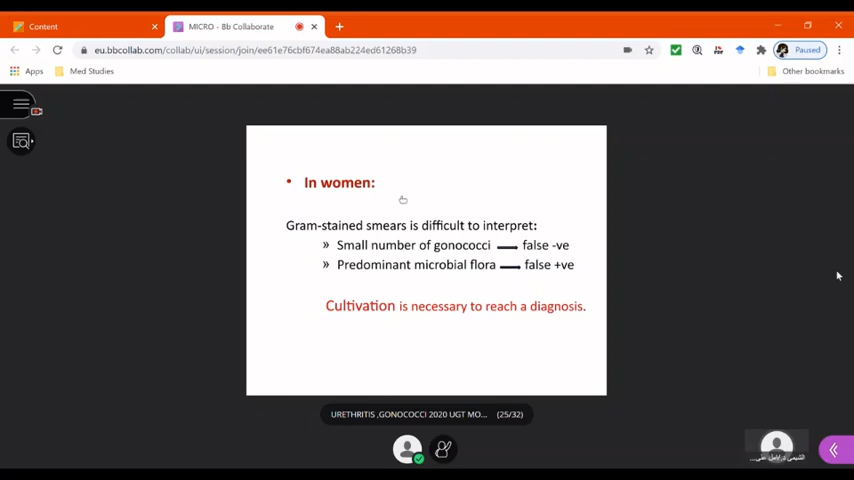 Content
MICRO - Bb Collaborate
eu.bbcollab.com/collab/ui/session/join/ee61e76cbf674ea88ab224ed61268b39
Paused
Apps
Med Studies
Other bookmarks
• In women:
Gram-stained smears is difficult to interpret:
» Small number of gonococci → false -ve
» Predominant microbial flora → false +ve
Cultivation is necessary to reach a diagnosis.
URETHRITIS ,GONOCOCCI 2020 UGT MO... (25/32)